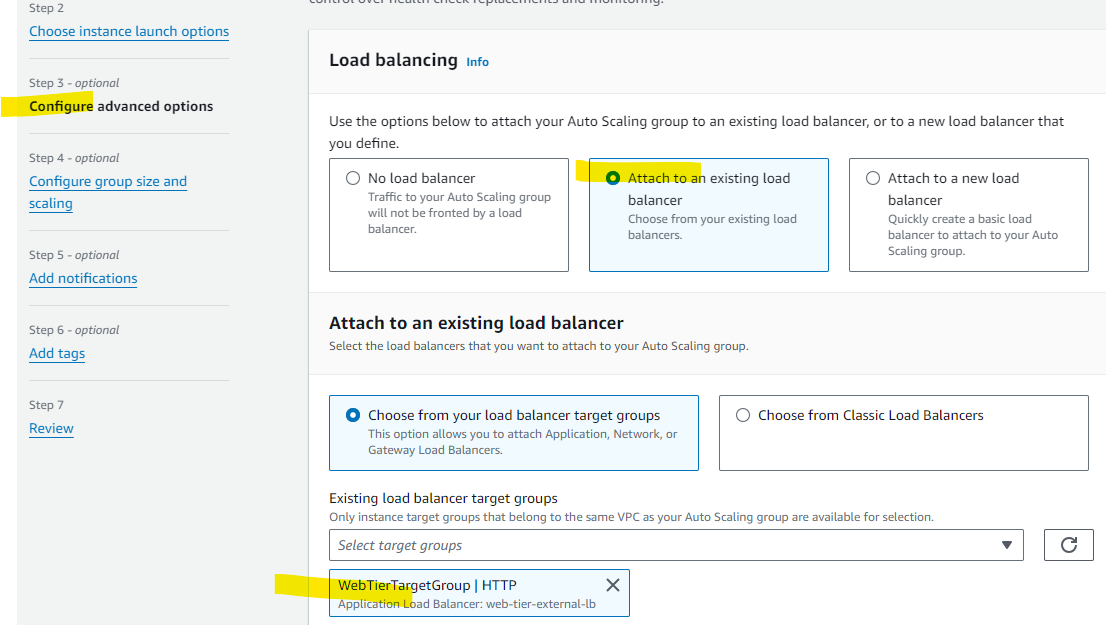 control over health check replacements and monitoring.
Step 2
Choose instance launch options
Step 3 - optional
Configure advanced options
Step 4 - optional
Configure group size and
scaling
Step 5 - optional
Add notifications
Step 6 - optional
Add tags
Step 7
Review
Load balancing Info
Use the options below to attach your Auto Scaling group to an existing load balancer, or to a new load balancer that
you define.
No load balancer
Traffic to your Auto Scaling group
will not be fronted by a load
balancer.
Attach to an existing load
balancer
Choose from your existing load
balancers.
Attach to a new load
balancer
Quickly create a basic load
balancer to attach to your Auto
Scaling group.
Attach to an existing load balancer
Select the load balancers that you want to attach to your Auto Scaling group.
Choose from your load balancer target groups
This option allows you to attach Application, Network, or
Gateway Load Balancers.
Choose from Classic Load Balancers
Existing load balancer target groups
Only instance target groups that belong to the same VPC as your Auto Scaling group are available for selection.
Select target groups
WebTierTargetGroup | HTTP
Application Load Balancer: web-tier-external-lb